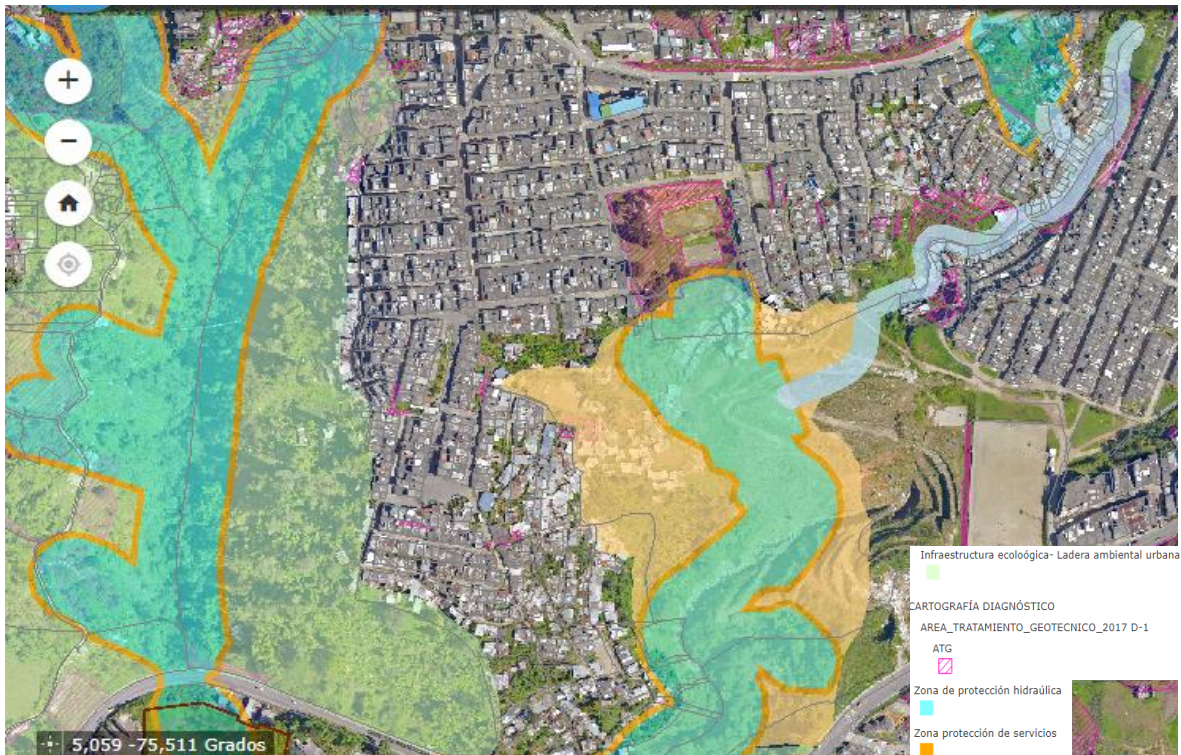 +
−
Infraestructura ecoloógica- Ladera ambiental urbana
CARTOGRAFÍA DIAGNÓSTICO
AREA_TRATAMIENTO_GEOTECNICO_2017 D-1
ATG
Zona de protección hidraúlica
Zona protección de servicios
5,059 -75,511 Grados